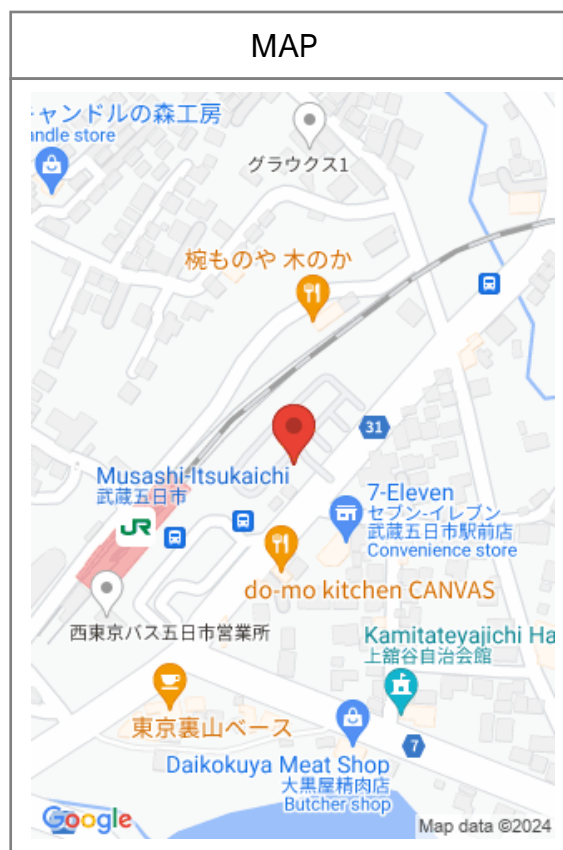 MAP
ャンドルの森工房
andle store
グラウクス1
椀ものや 木のか
31
Musashi-Itsukaichi
武蔵五日市
JR
7-Eleven
セブン-イレブン
武蔵五日市駅前店
Convenience store
do-mo kitchen CANVAS
西東京バス五日市営業所
Kamitateyajichi Ha
上舘谷自治会館
東京裏山ベース
7
Daikokuya Meat Shop
大黒屋精肉店
Butcher shop
Google
Map data ©2024